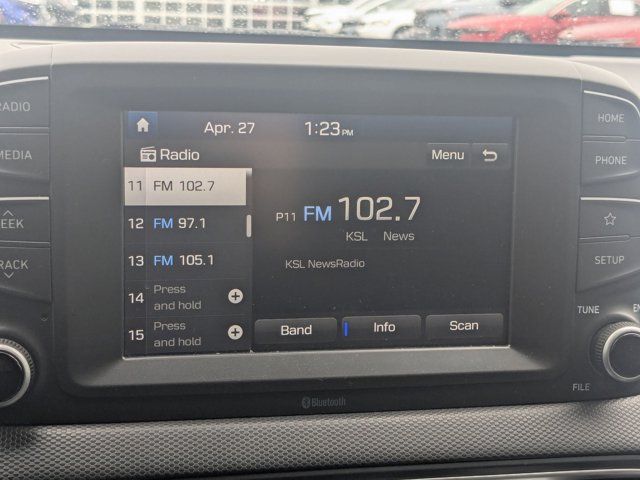 Apr. 27 1:23 PM
Radio Menu
11 FM 102.7
12 FM 97.1
13 FM 105.1
14 Press and hold
15 Press and hold
P11 FM 102.7
KSL News
KSL NewsRadio
Band Info Scan
RADIO
MEDIA
SEEK
TRACK
HOME
PHONE
SETUP
TUNE
FILE
Bluetooth